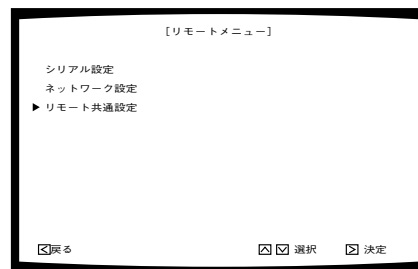 [リモートメニュー]
シリアル設定
ネットワーク設定
▶ リモート共通設定
戻る 選択 決定